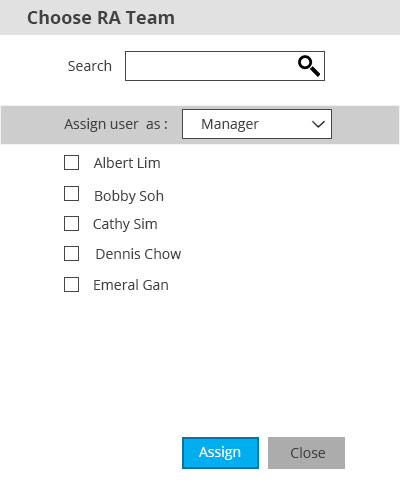 Choose RA Team
Search
Assign user as : Manager
Albert Lim
Bobby Soh
Cathy Sim
Dennis Chow
Emeral Gan
Assign Close